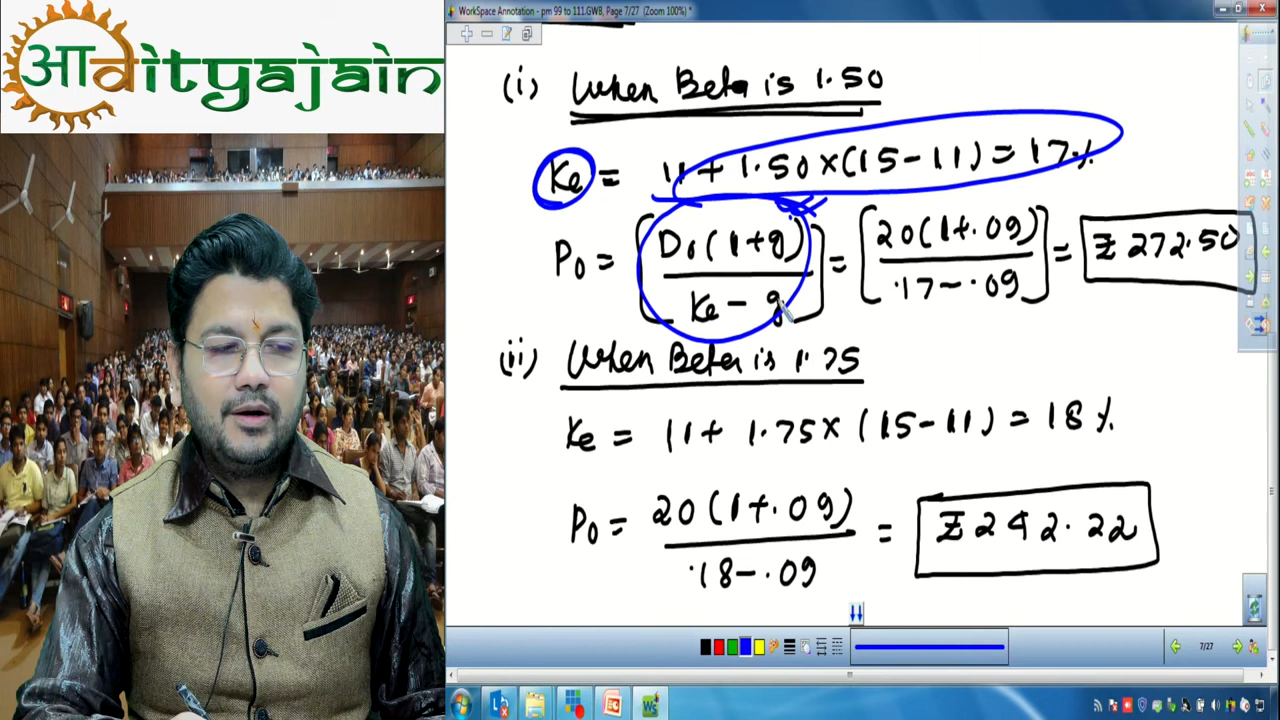 आdityajain
WorkSpace Annotation - pm 99 to 111.GWB, Page 7/27 (Zoom 100%) *
(i) When Beta is 1.50
Ke = 11 + 1.50 × (15 - 11) = 17%
P0 = [D0 (1+g) / Ke - g] = [20(1+.09) / .17 - .09] = ₹ 272.50
(ii) When Beta is 1.75
Ke = 11 + 1.75 × (15 - 11) = 18%
P0 = 20(1+.09) / .18 - .09 = ₹ 242.22
7/27